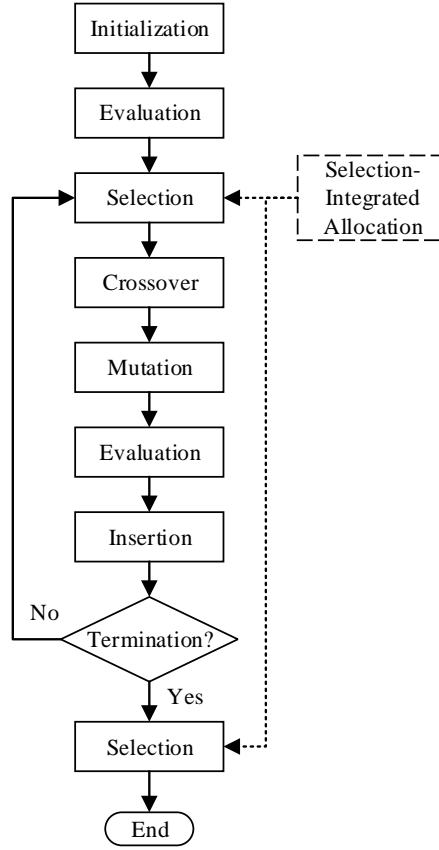 Initialization
Evaluation
Selection
Selection-
Integrated
Allocation
Crossover
Mutation
Evaluation
Insertion
No
Termination?
Yes
Selection
End